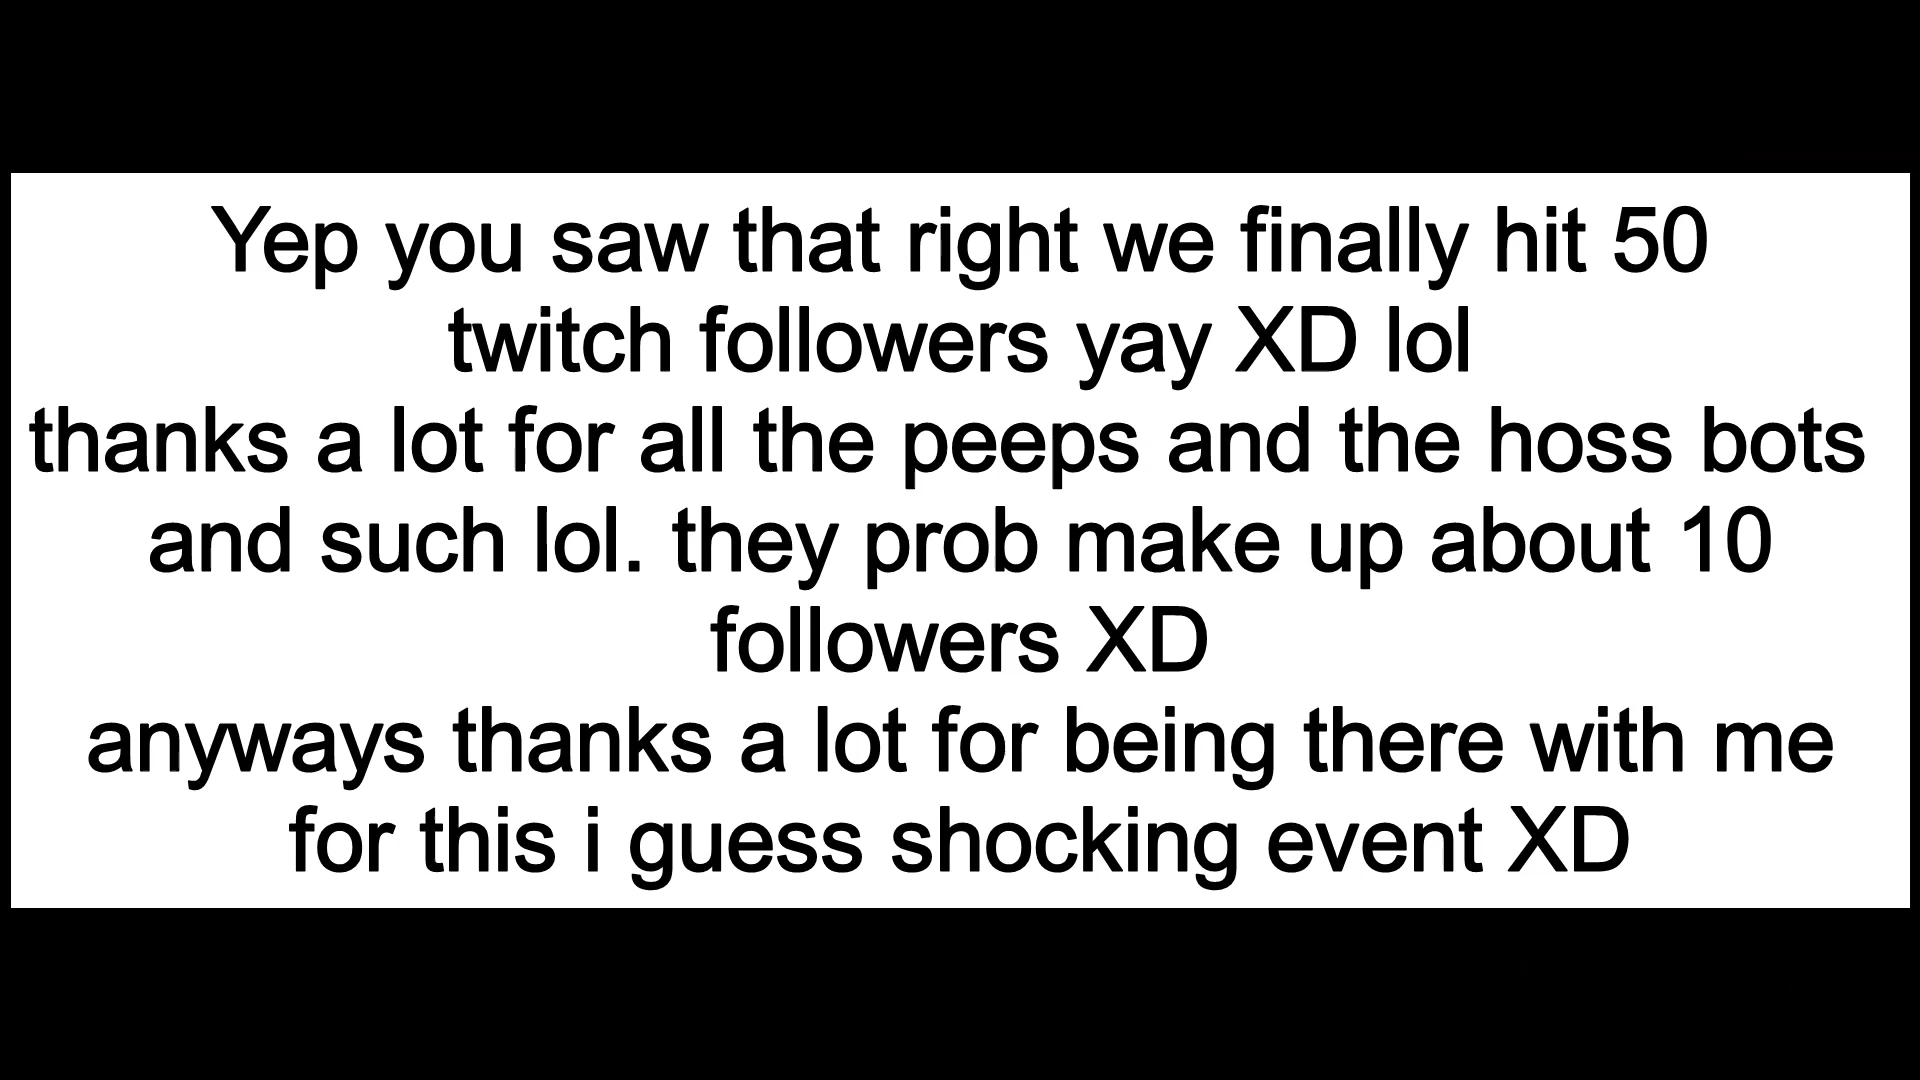 Yep you saw that right we finally hit 50
twitch followers yay XD lol
thanks a lot for all the peeps and the hoss bots
and such lol. they prob make up about 10
followers XD
anyways thanks a lot for being there with me
for this i guess shocking event XD